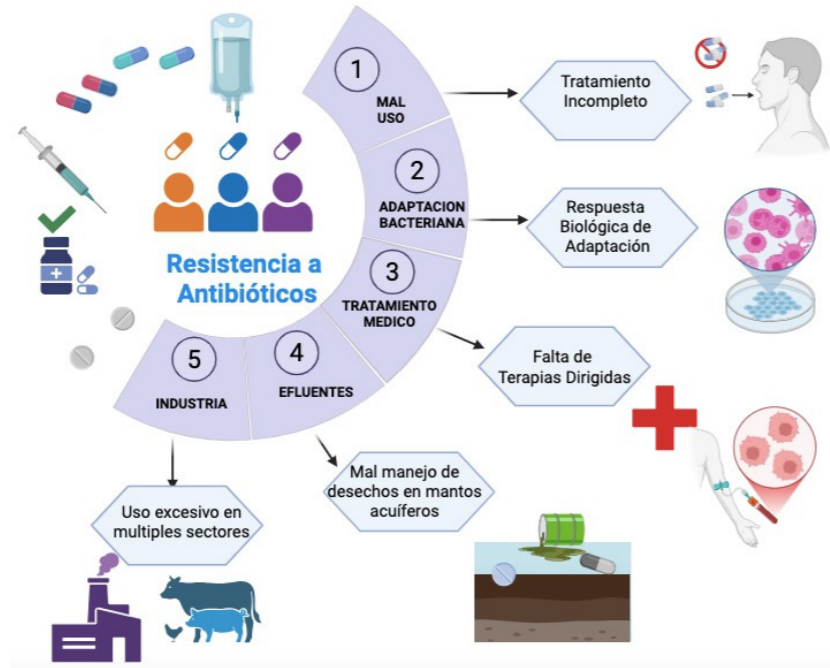 Resistencia a
Antibióticos
1
MAL
USO
Tratamiento
Incompleto
2
ADAPTACION
BACTERIANA
Respuesta
Biológica de
Adaptación
3
TRATAMIENTO
MEDICO
Falta de
Terapias Dirigidas
4
EFLUENTES
Mal manejo de
desechos en mantos
acuíferos
5
INDUSTRIA
Uso excesivo en
multiples sectores